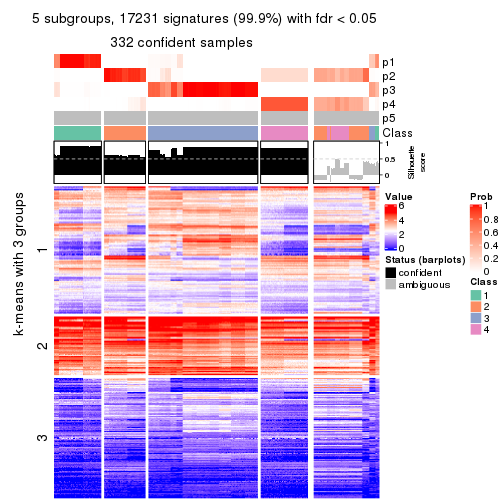 5 subgroups, 17231 signatures (99.9%) with fdr < 0.05
332 confident samples
p1
p2
p3
p4
p5
Class
1
0.5
0
Silhouette
score
k-means with 3 groups
1
2
3
Value
6
4
2
0
Status (barplots)
confident
ambiguous
Prob
1
0.8
0.6
0.4
0.2
0
Class
1
2
3
4